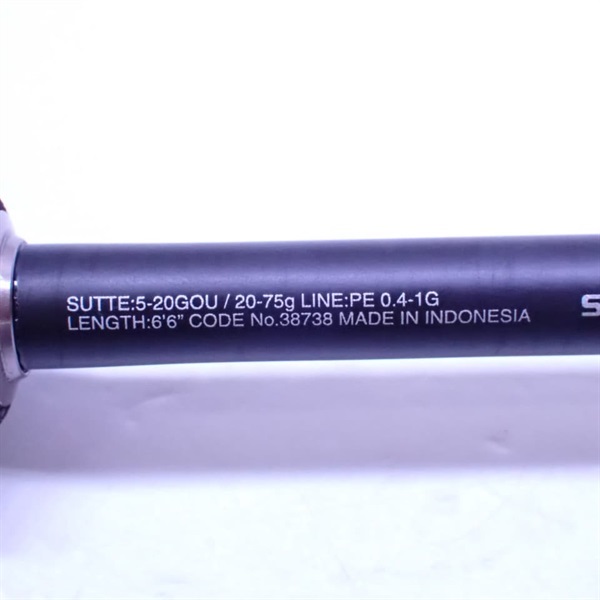 SUTTE:5-20GOU / 20-75g LINE:PE 0.4-1G
LENGTH:6'6" CODE No.38738 MADE IN INDONESIA